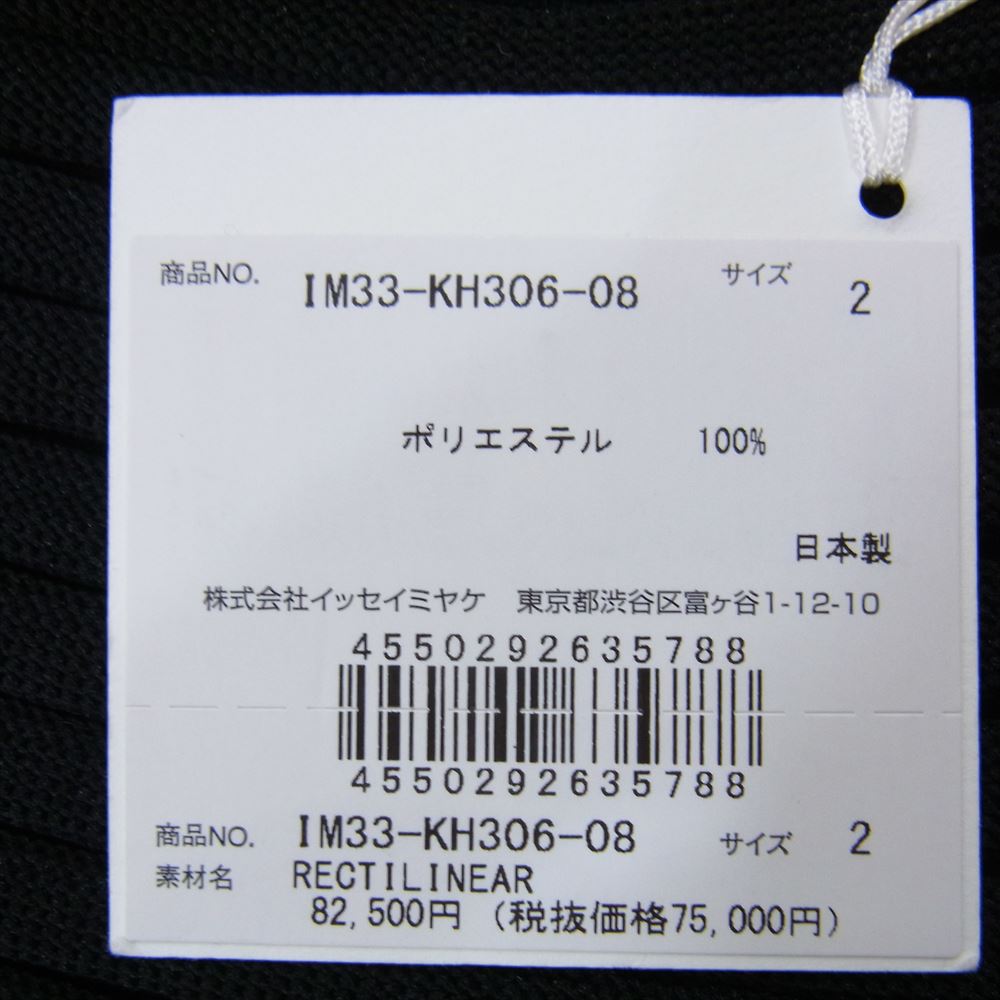 商品NO. IM33-KH306-08 サイズ 2
ポリエステル 100%
日本製
株式会社イッセイミヤケ 東京都渋谷区富ヶ谷1-12-10
4550292635788
4550292635788
商品NO. IM33-KH306-08 サイズ 2
素材名 RECTILINEAR
82,500円 (税抜価格75,000円)